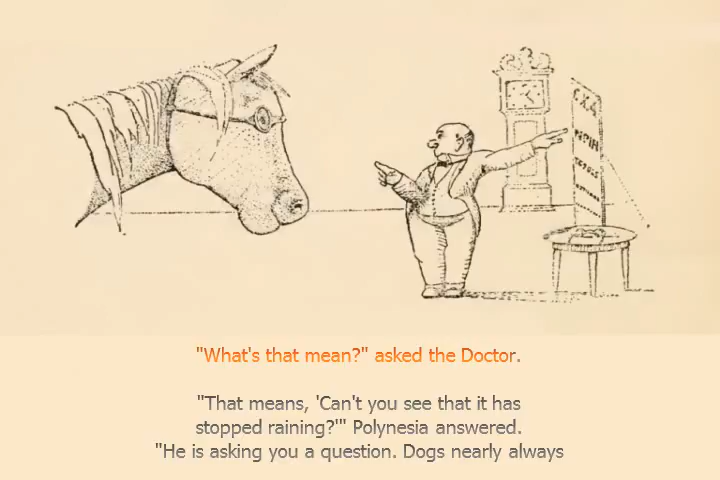 C X A
"What's that mean?" asked the Doctor.
"That means, 'Can't you see that it has
stopped raining?'" Polynesia answered.
"He is asking you a question. Dogs nearly always